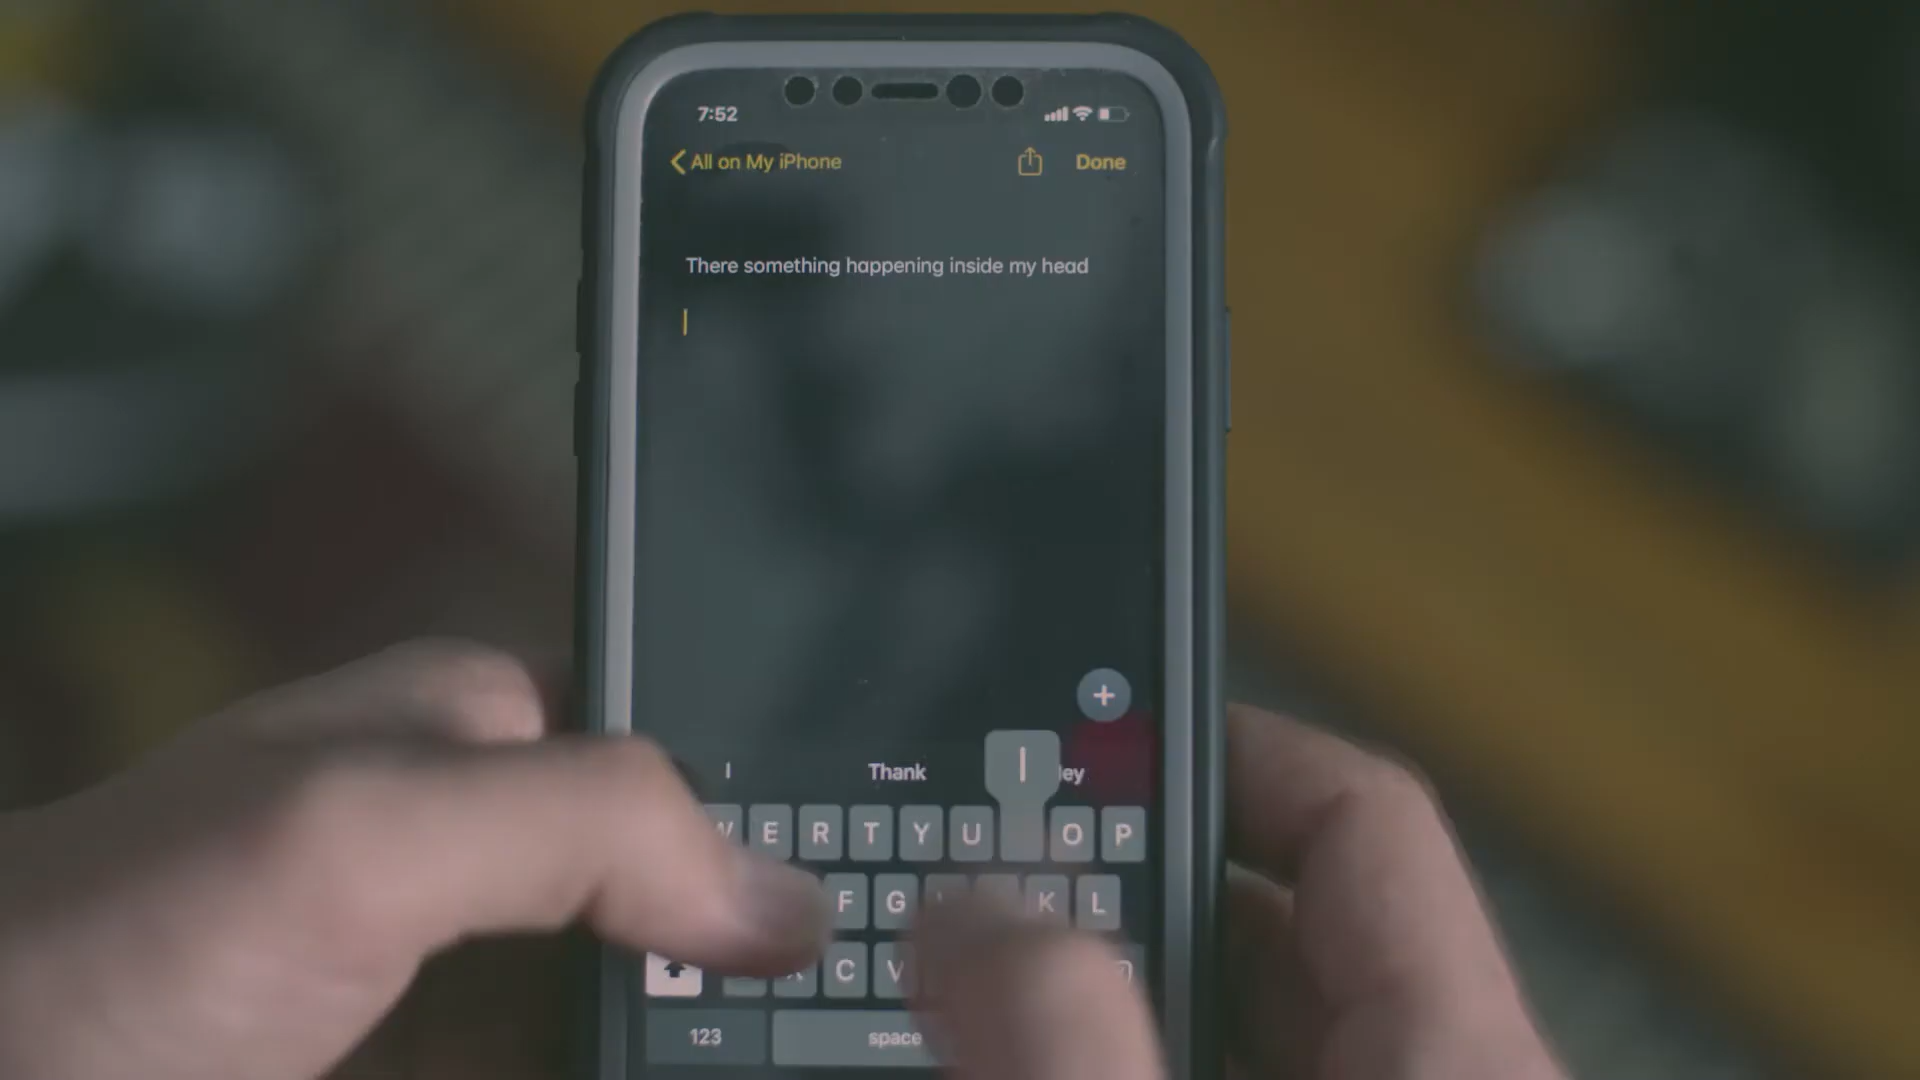 7:52
All on My iPhone
Done
There something happening inside my head
+
I
Thank
I
E R T Y U O P
F G K L
C V
123
space